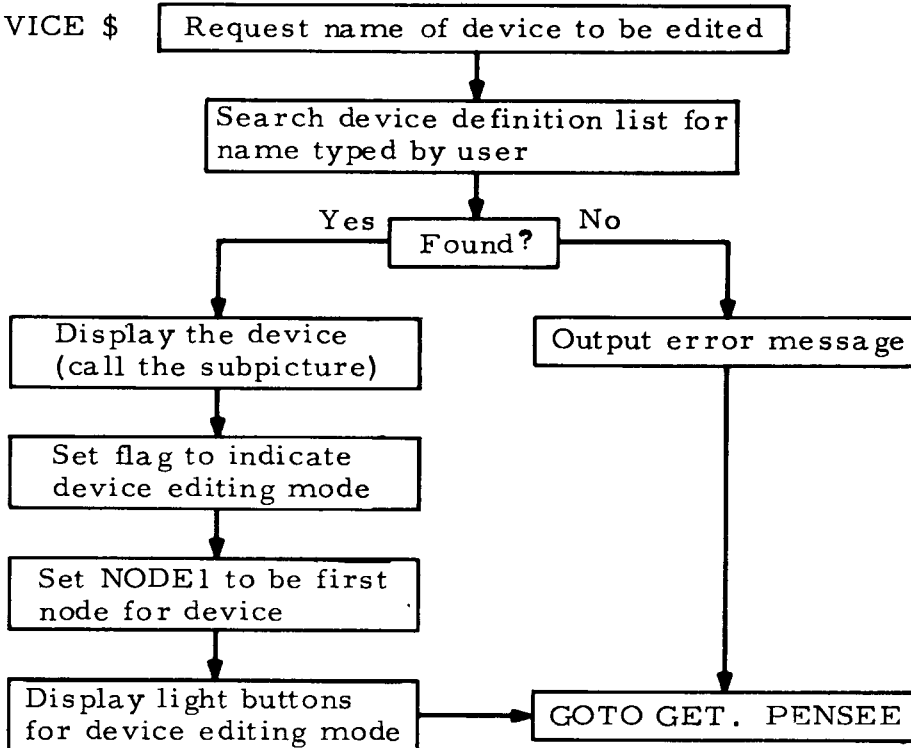 VICE $
Request name of device to be edited
Search device definition list for
name typed by user
Yes
No
Found?
Display the device
(call the subpicture)
Output error message
Set flag to indicate
device editing mode
Set NODE1 to be first
node for device
Display light buttons
for device editing mode
GOTO GET. PENSEE